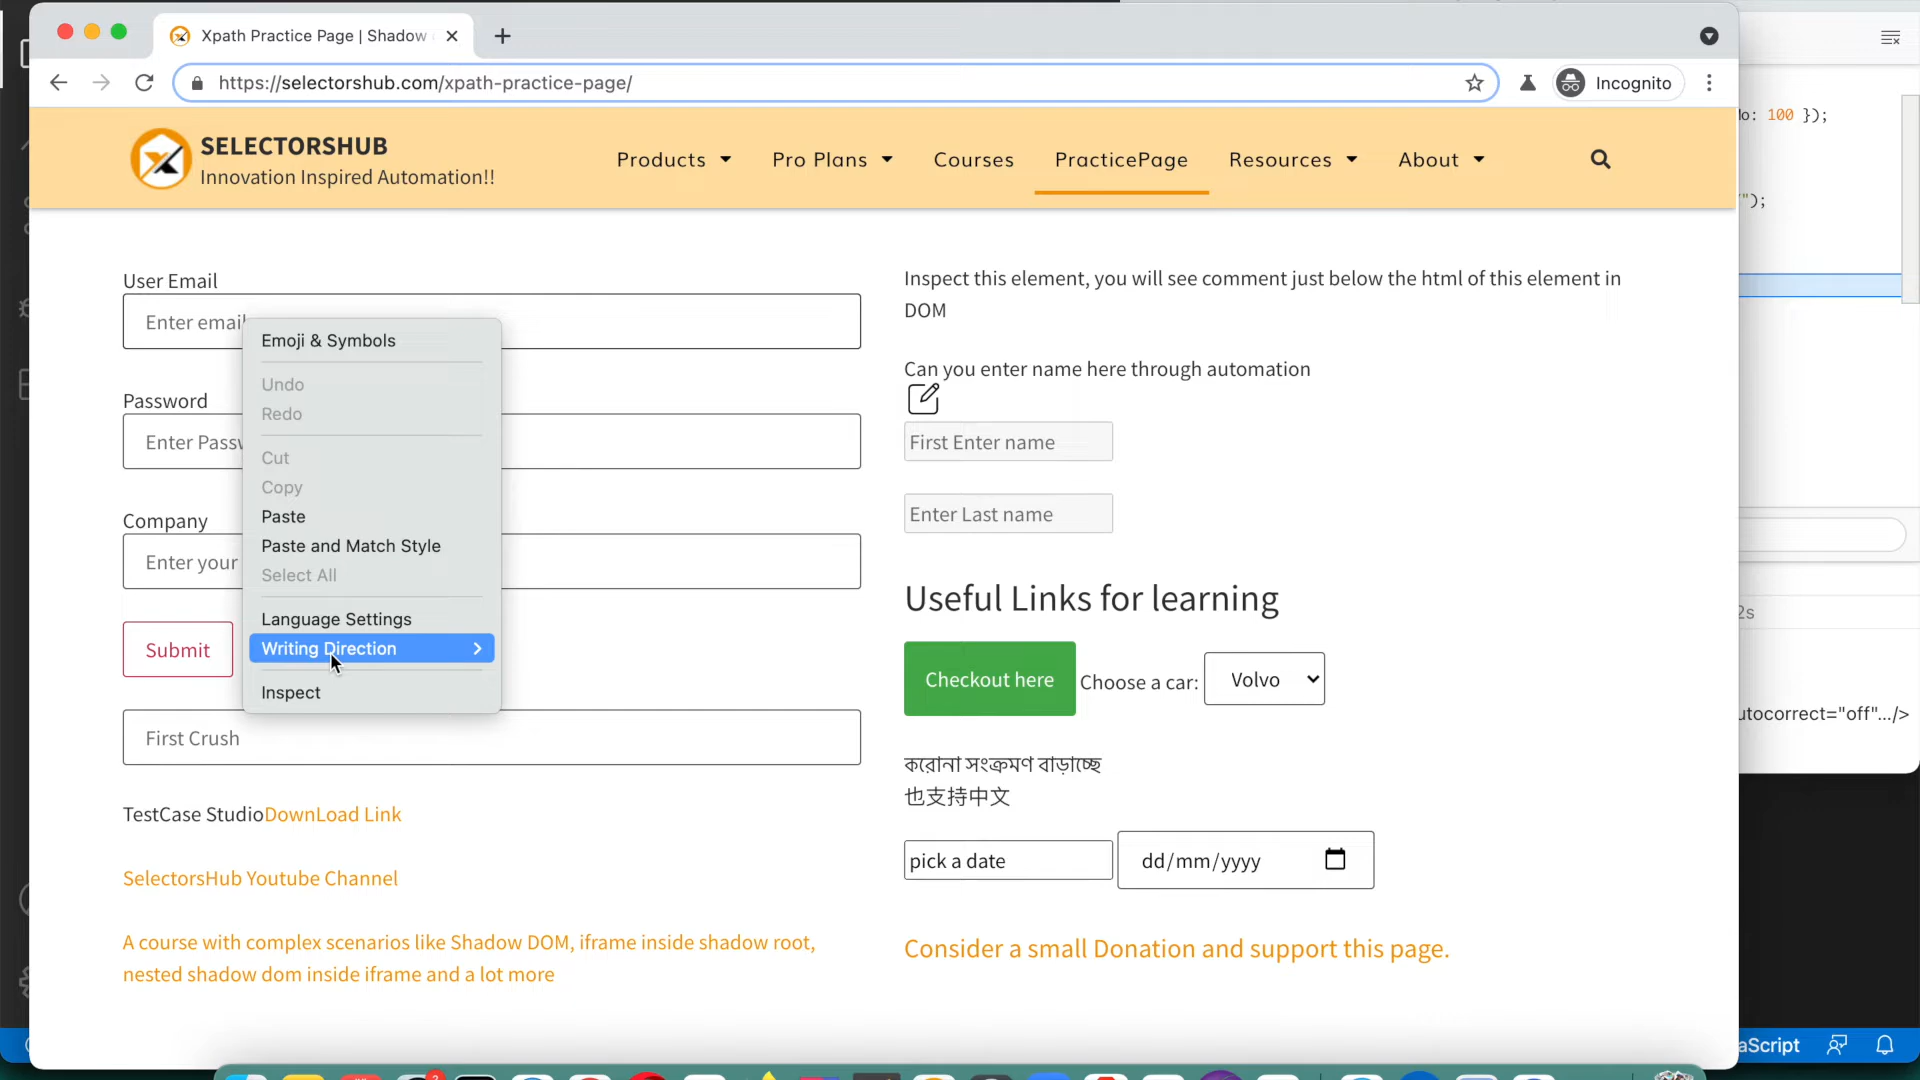 Xpath Practice Page | Shadow
https://selectorshub.com/xpath-practice-page/
Incognito
lo: 100 });
SELECTORSHUB
Innovation Inspired Automation!!
Products
Pro Plans
Courses
PracticePage
Resources
About
");
User Email
Enter email
Password
Enter Passw
Company
Enter your
Submit
First Crush
TestCase StudioDownLoad Link
SelectorsHub Youtube Channel
A course with complex scenarios like Shadow DOM, iframe inside shadow root,
nested shadow dom inside iframe and a lot more
Emoji & Symbols
Undo
Redo
Cut
Copy
Paste
Paste and Match Style
Select All
Language Settings
Writing Direction
Inspect
Inspect this element, you will see comment just below the html of this element in
DOM
Can you enter name here through automation
First Enter name
Enter Last name
Useful Links for learning
Checkout here
Choose a car:
Volvo
করোনা সংক্রমণ বাড়াচ্ছে
也支持中文
pick a date
dd/mm/yyyy
Consider a small Donation and support this page.
2s
utocorrect="off".../>
aScript